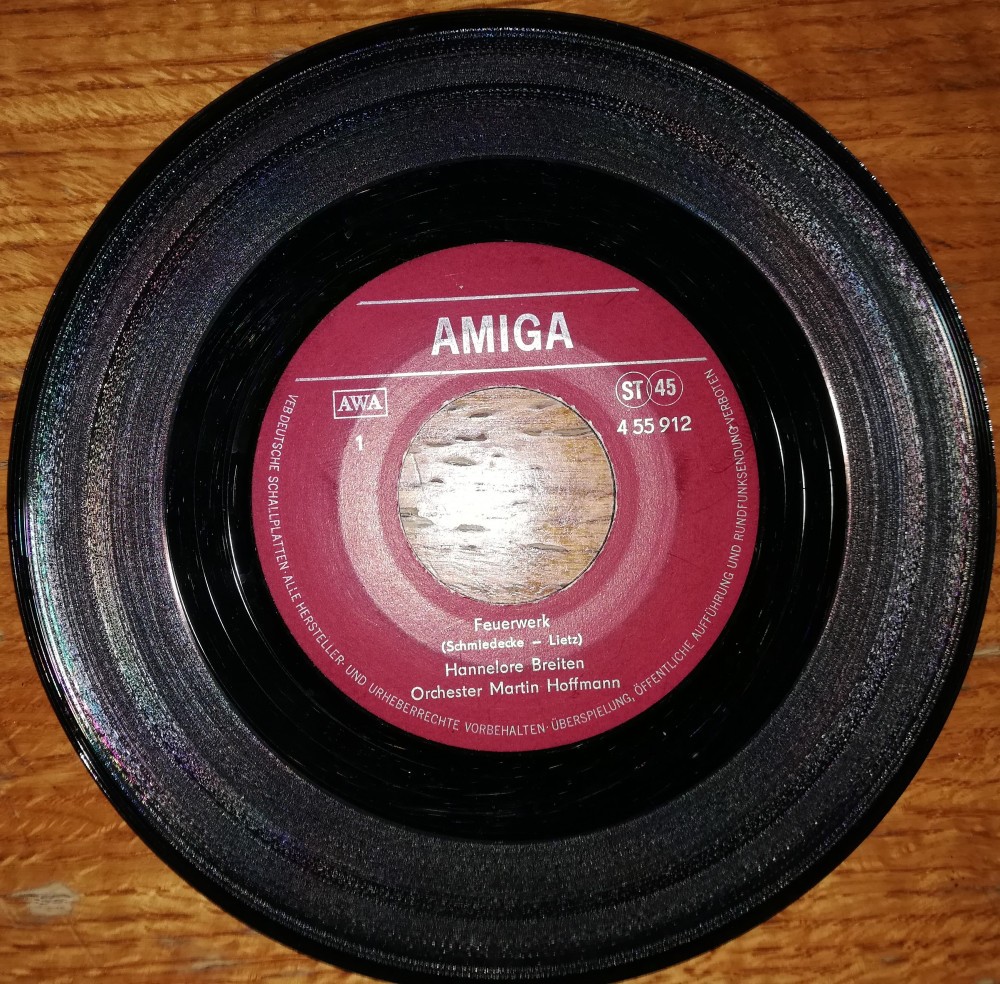 AMIGA
AWA
ST 45
1
4 55 912
Feuerwerk
(Schmiedecke – Lietz)
Hannelore Breiten
Orchester Martin Hoffmann
VEB DEUTSCHE SCHALLPLATTEN · ALLE HERSTELLER- UND URHEBERRECHTE VORBEHALTEN · ÜBERSPIELUNG, ÖFFENTLICHE AUFFÜHRUNG UND RUNDFUNKSENDUNG VERBOTEN